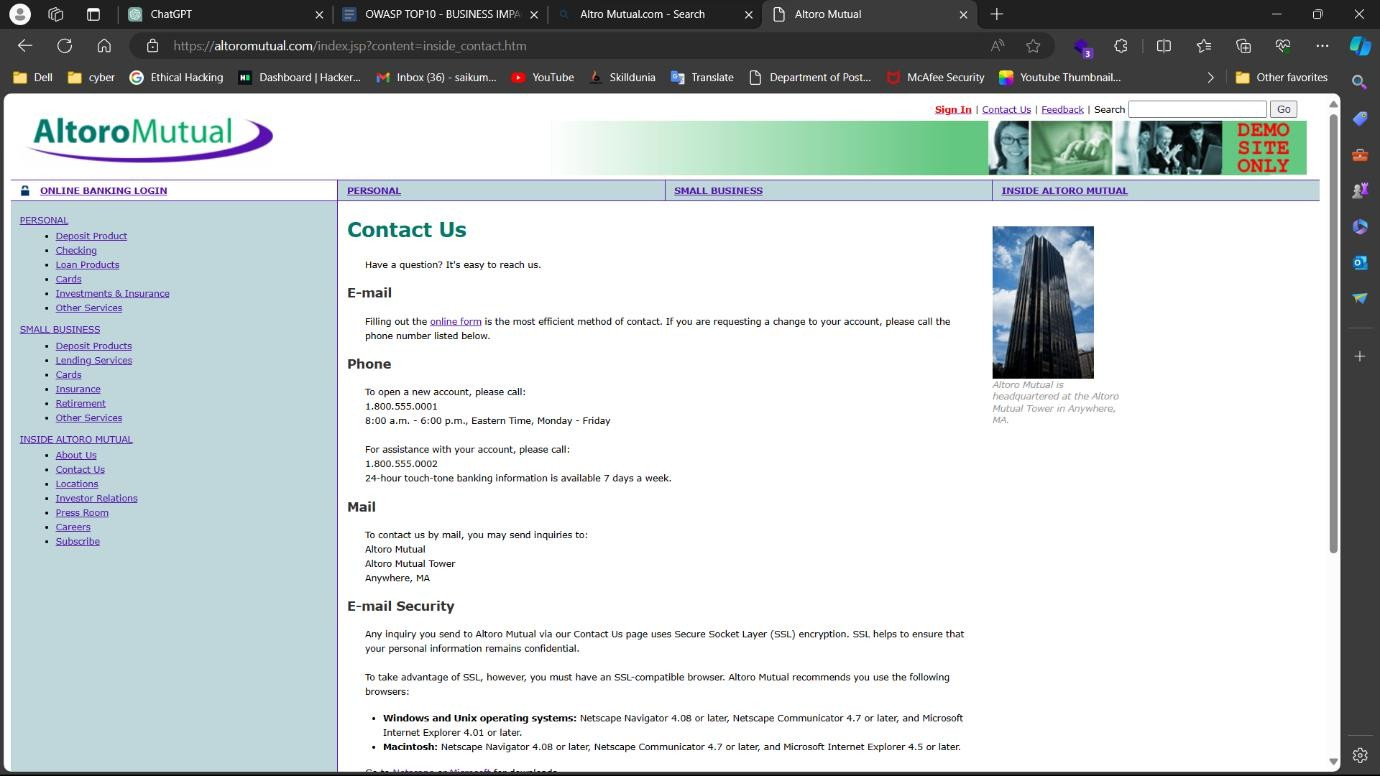 ChatGPT
OWASP TOP10 - BUSINESS IMPA
Altro Mutual.com - Search
Altoro Mutual
https://altoromutual.com/index.jsp?content=inside_contact.htm
3
Dell
cyber
Ethical Hacking
Dashboard | Hacker...
Inbox (36) - saikum...
YouTube
Skilldunia
Translate
Department of Post...
McAfee Security
Youtube Thumbnail...
Other favorites
Sign In | Contact Us | Feedback | Search
Go
AltoroMutual
DEMO
SITE
ONLY
ONLINE BANKING LOGIN
PERSONAL
SMALL BUSINESS
INSIDE ALTORO MUTUAL
PERSONAL
Deposit Product
Checking
Loan Products
Cards
Investments & Insurance
Other Services
SMALL BUSINESS
Deposit Products
Lending Services
Cards
Insurance
Retirement
Other Services
INSIDE ALTORO MUTUAL
About Us
Contact Us
Locations
Investor Relations
Press Room
Careers
Subscribe
Contact Us
Have a question? It's easy to reach us.
E-mail
Filling out the online form is the most efficient method of contact. If you are requesting a change to your account, please call the
phone number listed below.
Phone
To open a new account, please call:
1.800.555.0001
8:00 a.m. - 6:00 p.m., Eastern Time, Monday - Friday
For assistance with your account, please call:
1.800.555.0002
24-hour touch-tone banking information is available 7 days a week.
Mail
To contact us by mail, you may send inquiries to:
Altoro Mutual
Altoro Mutual Tower
Anywhere, MA
E-mail Security
Any inquiry you send to Altoro Mutual via our Contact Us page uses Secure Socket Layer (SSL) encryption. SSL helps to ensure that
your personal information remains confidential.
To take advantage of SSL, however, you must have an SSL-compatible browser. Altoro Mutual recommends you use the following
browsers:
Windows and Unix operating systems: Netscape Navigator 4.08 or later, Netscape Communicator 4.7 or later, and Microsoft
Internet Explorer 4.01 or later.
Macintosh: Netscape Navigator 4.08 or later, Netscape Communicator 4.7 or later, and Microsoft Internet Explorer 4.5 or later.
Go to Netscape or Microsoft for downloads
Altoro Mutual is
headquartered at the Altoro
Mutual Tower in Anywhere,
MA.